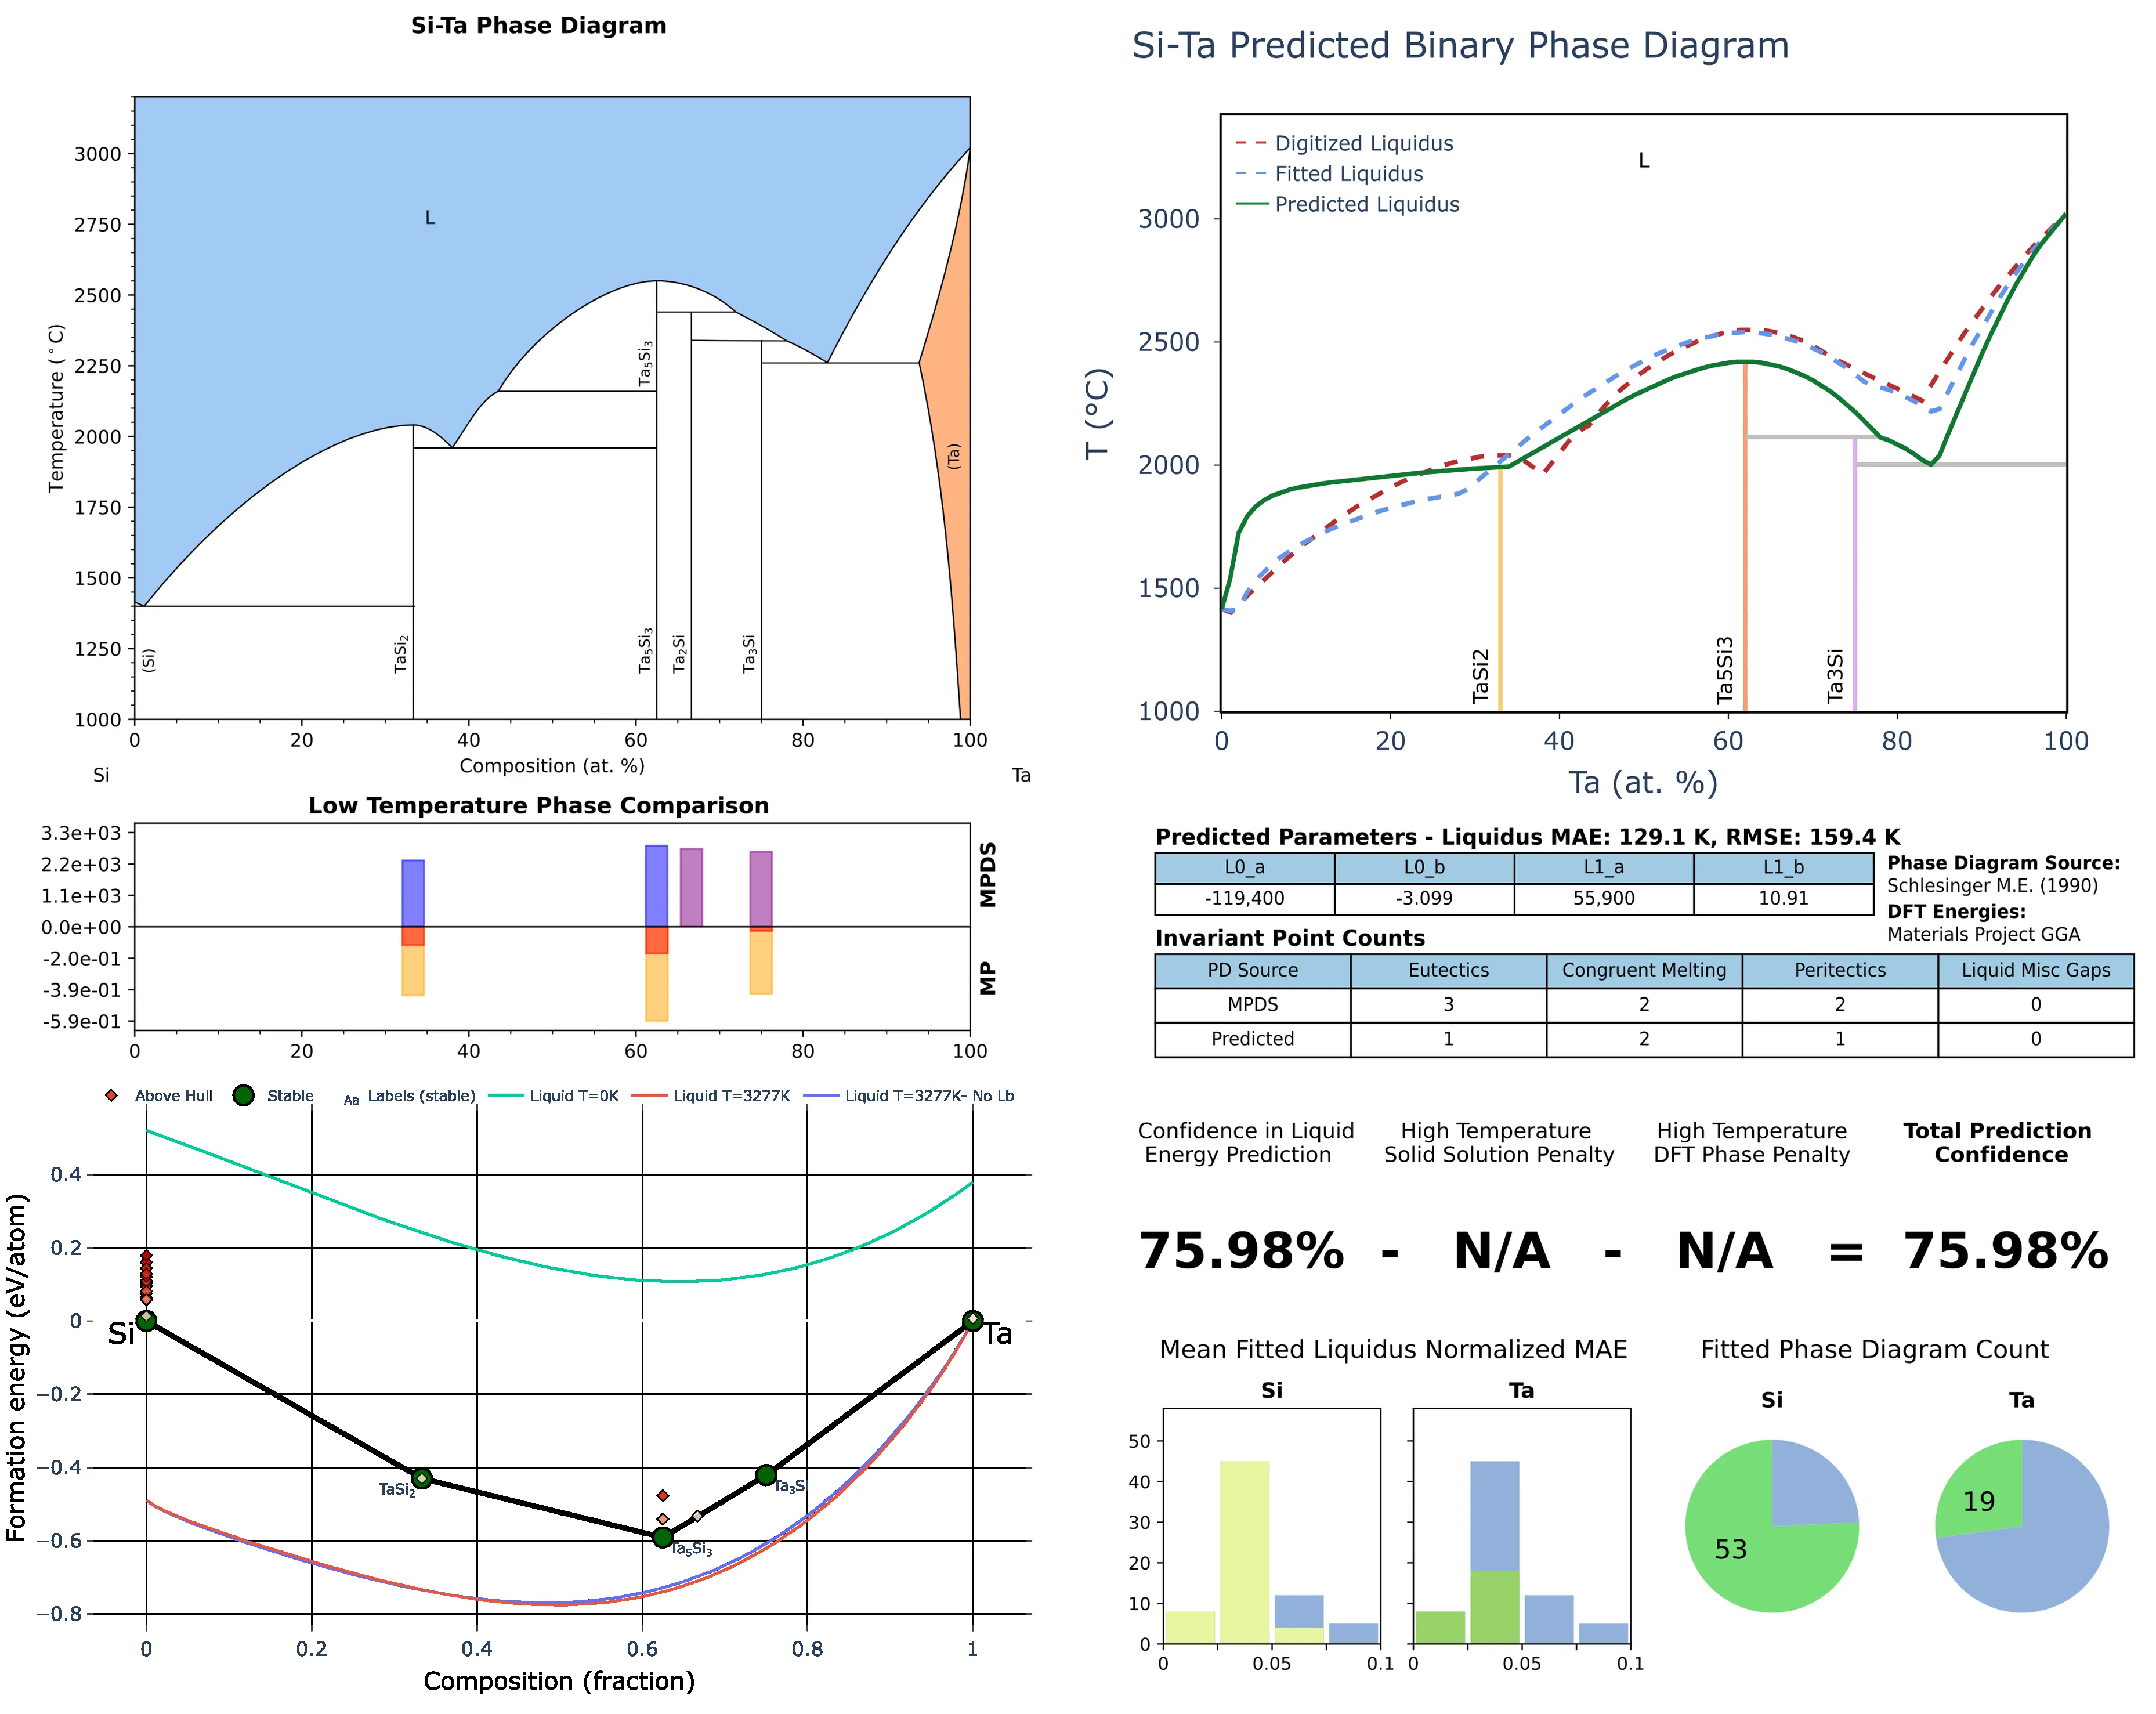 Si-Ta Phase Diagram
3000
2750
2500
2250
2000
1750
1500
1250
1000
Temperature (°C)
L
Ta5Si3
(Ta)
(Si)
TaSi2
Ta5Si3
Ta2Si
Ta3Si
0 20 40 60 80 100
Composition (at. %)
Si Ta
Low Temperature Phase Comparison
3.3e+03
2.2e+03
1.1e+03
0.0e+00
-2.0e-01
-3.9e-01
-5.9e-01
MPDS
MP
0 20 40 60 80 100
Above Hull Stable Aa Labels (stable) Liquid T=0K Liquid T=3277K Liquid T=3277K- No Lb
0.4
0.2
0
−0.2
−0.4
−0.6
−0.8
Formation energy (eV/atom)
Si
Ta
TaSi2
Ta3S
Ta5Si3
0 0.2 0.4 0.6 0.8 1
Composition (fraction)
Si-Ta Predicted Binary Phase Diagram
Digitized Liquidus
Fitted Liquidus
Predicted Liquidus
L
3000
2500
2000
1500
1000
T (°C)
TaSi2
Ta5Si3
Ta3Si
0 20 40 60 80 100
Ta (at. %)
Predicted Parameters - Liquidus MAE: 129.1 K, RMSE: 159.4 K
L0_a L0_b L1_a L1_b
-119,400 -3.099 55,900 10.91
Phase Diagram Source:
Schlesinger M.E. (1990)
DFT Energies:
Materials Project GGA
Invariant Point Counts
PD Source Eutectics Congruent Melting Peritectics Liquid Misc Gaps
MPDS 3 2 2 0
Predicted 1 2 1 0
Confidence in Liquid
Energy Prediction
High Temperature
Solid Solution Penalty
High Temperature
DFT Phase Penalty
Total Prediction
Confidence
75.98% - N/A - N/A = 75.98%
Mean Fitted Liquidus Normalized MAE
Si Ta
50
40
30
20
10
0
0 0.05 0.1
0 0.05 0.1
Fitted Phase Diagram Count
Si Ta
53
19